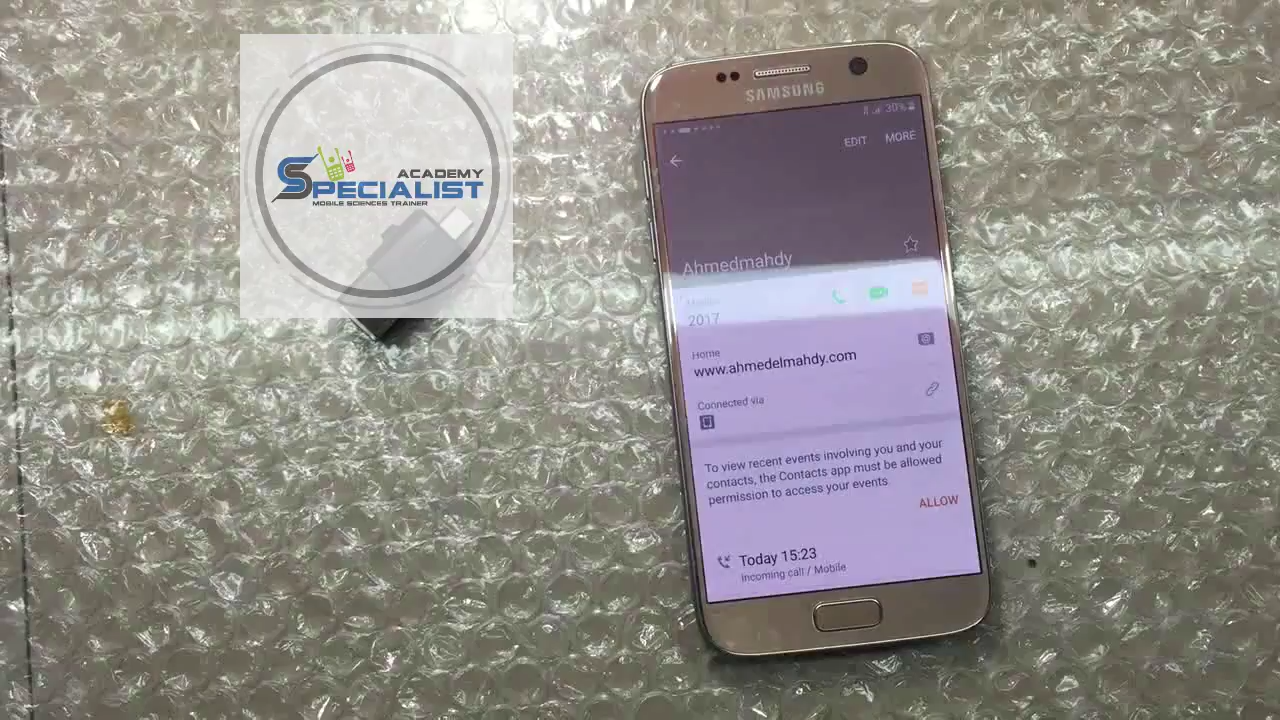 ACADEMY
SPECIALIST
MOBILE SCIENCES TRAINER
SAMSUNG
30%
EDIT MORE
Ahmedmahdy
Mobile
2017
Home
www.ahmedelmahdy.com
Connected via
To view recent events involving you and your
contacts, the Contacts app must be allowed
permission to access your events
ALLOW
Today 15:23
Incoming call / Mobile